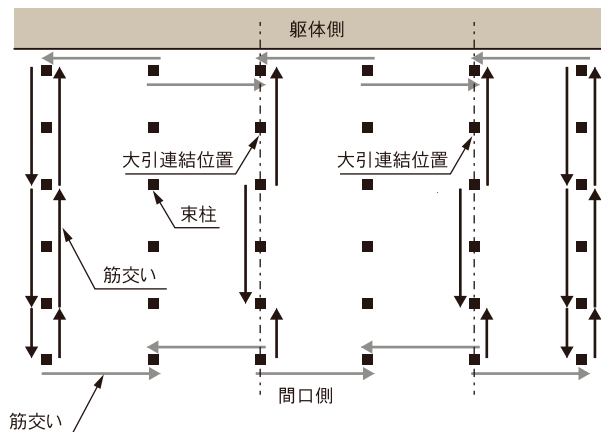 躯体側
大引連結位置
大引連結位置
束柱
筋交い
間口側
筋交い